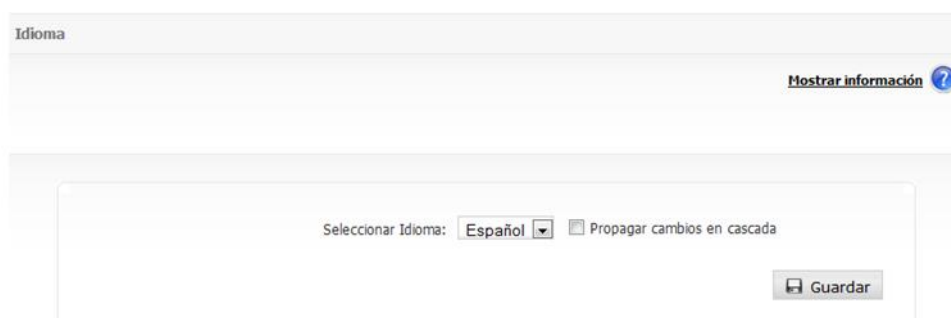 Idioma
Mostrar información ?
Seleccionar Idioma: Español Propagar cambios en cascada
Guardar